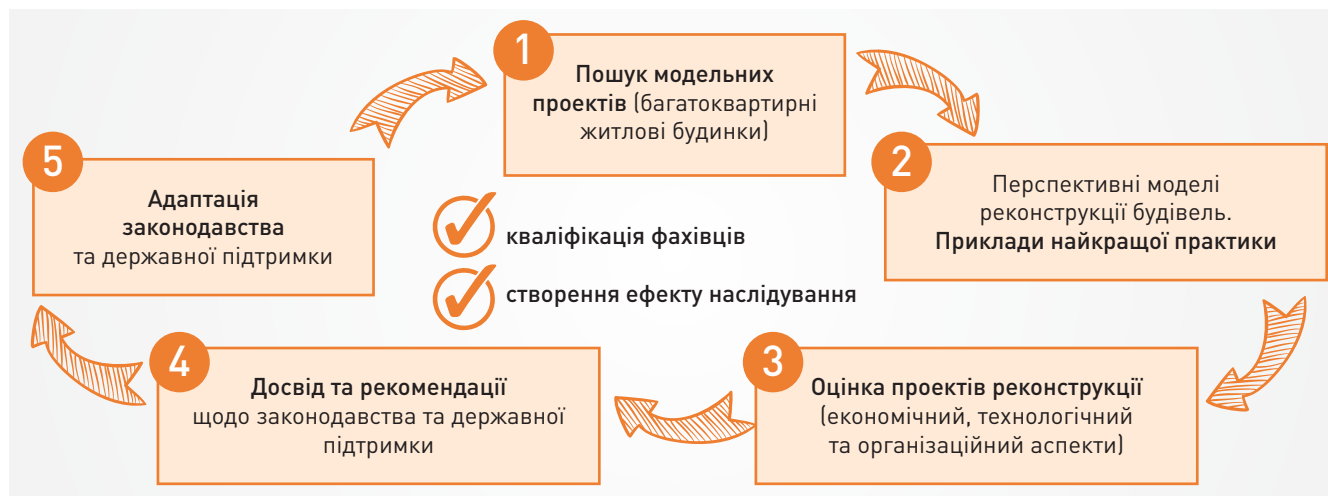 1
Пошук модельних
проектів (багатоквартирні
житлові будинки)
2
Перспективні моделі
реконструкції будівель.
Приклади найкращої практики
3
Оцінка проектів реконструкції
(економічний, технологічний
та організаційний аспекти)
4
Досвід та рекомендації
щодо законодавства та державної
підтримки
5
Адаптація
законодавства
та державної підтримки
кваліфікація фахівців
створення ефекту наслідування